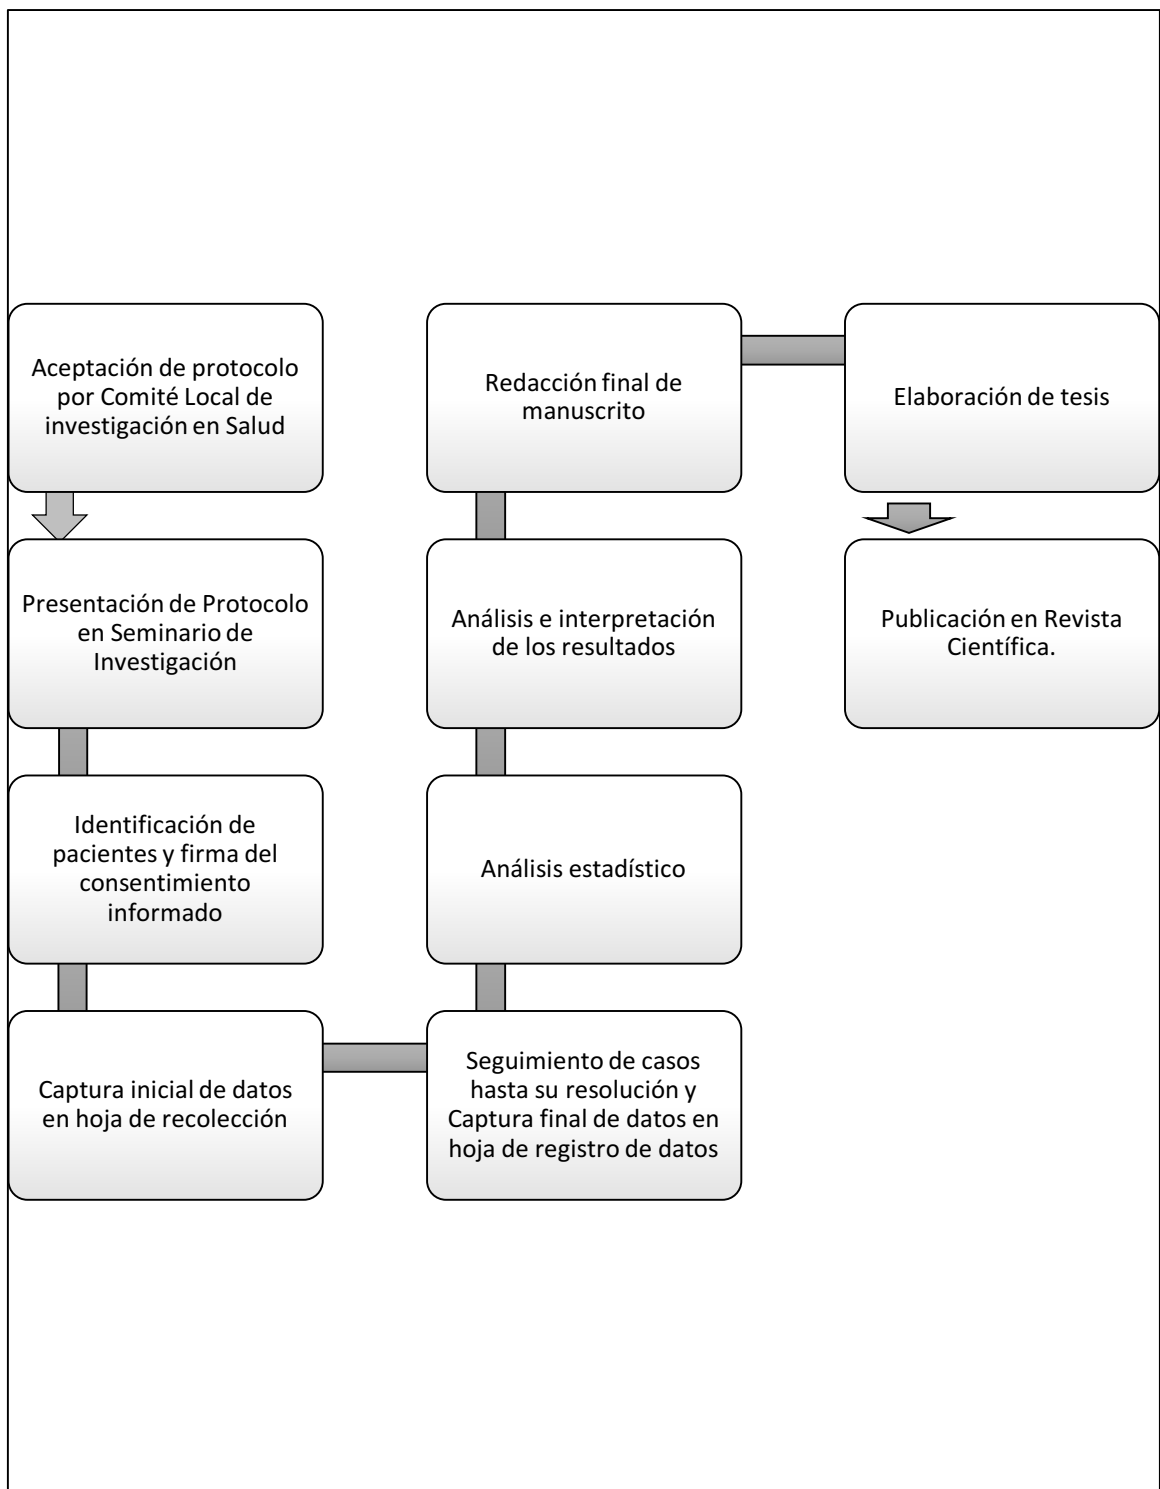 Aceptación de protocolo
por Comité Local de
investigación en Salud
Presentación de Protocolo
en Seminario de
Investigación
Identificación de
pacientes y firma del
consentimiento
informado
Captura inicial de datos
en hoja de recolección
Seguimiento de casos
hasta su resolución y
Captura final de datos en
hoja de registro de datos
Análisis estadístico
Análisis e interpretación
de los resultados
Redacción final de
manuscrito
Elaboración de tesis
Publicación en Revista
Científica.